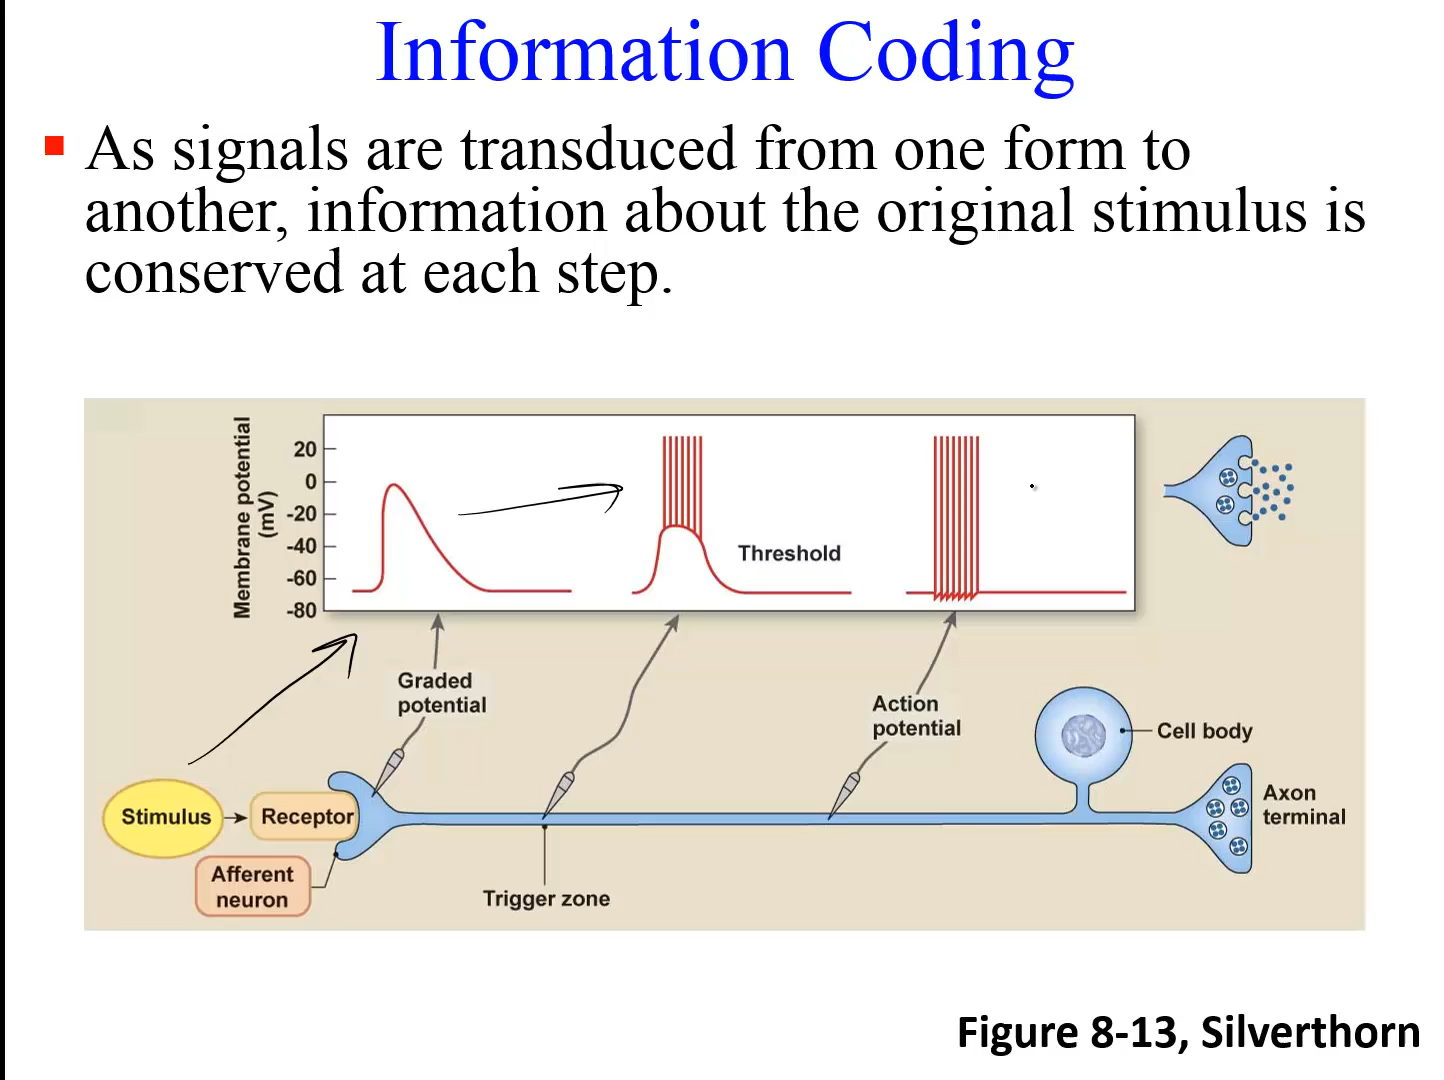 Information Coding
As signals are transduced from one form to
another, information about the original stimulus is
conserved at each step.
Membrane potential
(mV)
20
0
-20
-40
-60
-80
Threshold
Graded
potential
Action
potential
Cell body
Stimulus
Receptor
Axon
terminal
Afferent
neuron
Trigger zone
Figure 8-13, Silverthorn